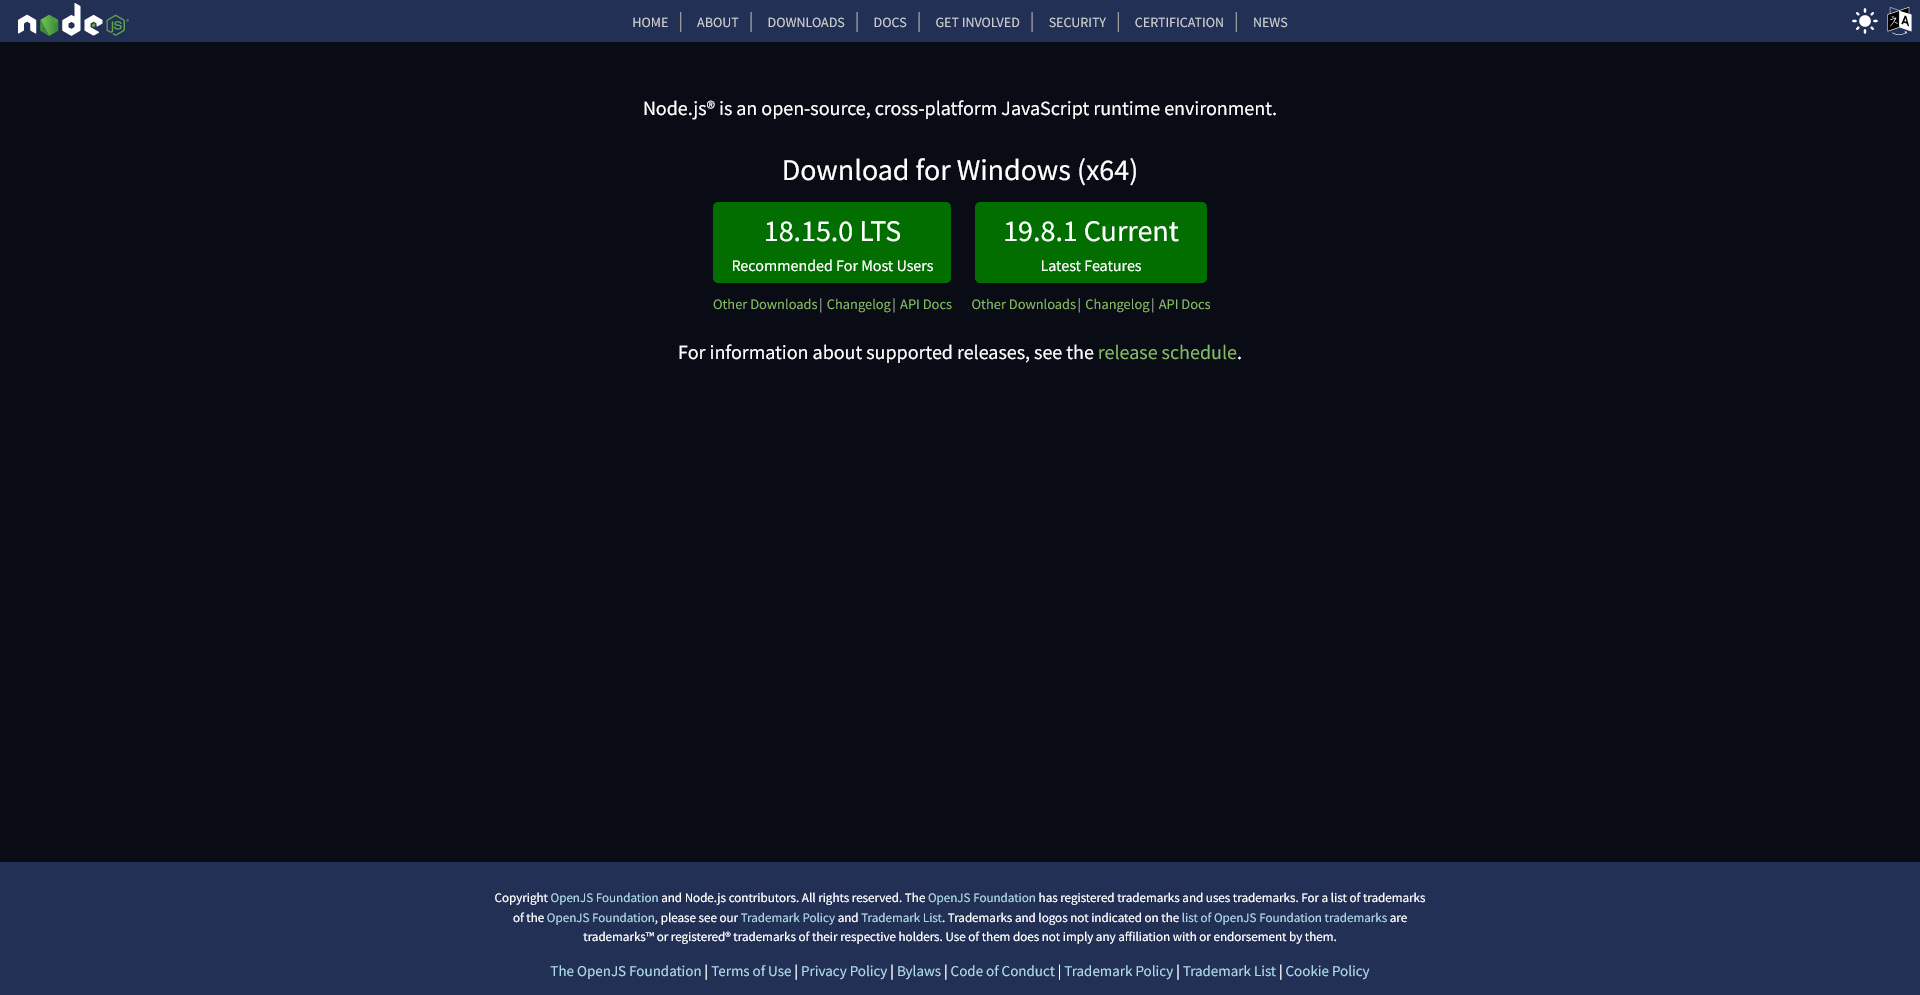 node JS
HOME | ABOUT | DOWNLOADS | DOCS | GET INVOLVED | SECURITY | CERTIFICATION | NEWS
文 A
Node.js® is an open-source, cross-platform JavaScript runtime environment.
Download for Windows (x64)
18.15.0 LTS
Recommended For Most Users
19.8.1 Current
Latest Features
Other Downloads | Changelog | API Docs
Other Downloads | Changelog | API Docs
For information about supported releases, see the release schedule.
Copyright OpenJS Foundation and Node.js contributors. All rights reserved. The OpenJS Foundation has registered trademarks and uses trademarks. For a list of trademarks
of the OpenJS Foundation, please see our Trademark Policy and Trademark List. Trademarks and logos not indicated on the list of OpenJS Foundation trademarks are
trademarks™ or registered® trademarks of their respective holders. Use of them does not imply any affiliation with or endorsement by them.
The OpenJS Foundation | Terms of Use | Privacy Policy | Bylaws | Code of Conduct | Trademark Policy | Trademark List | Cookie Policy